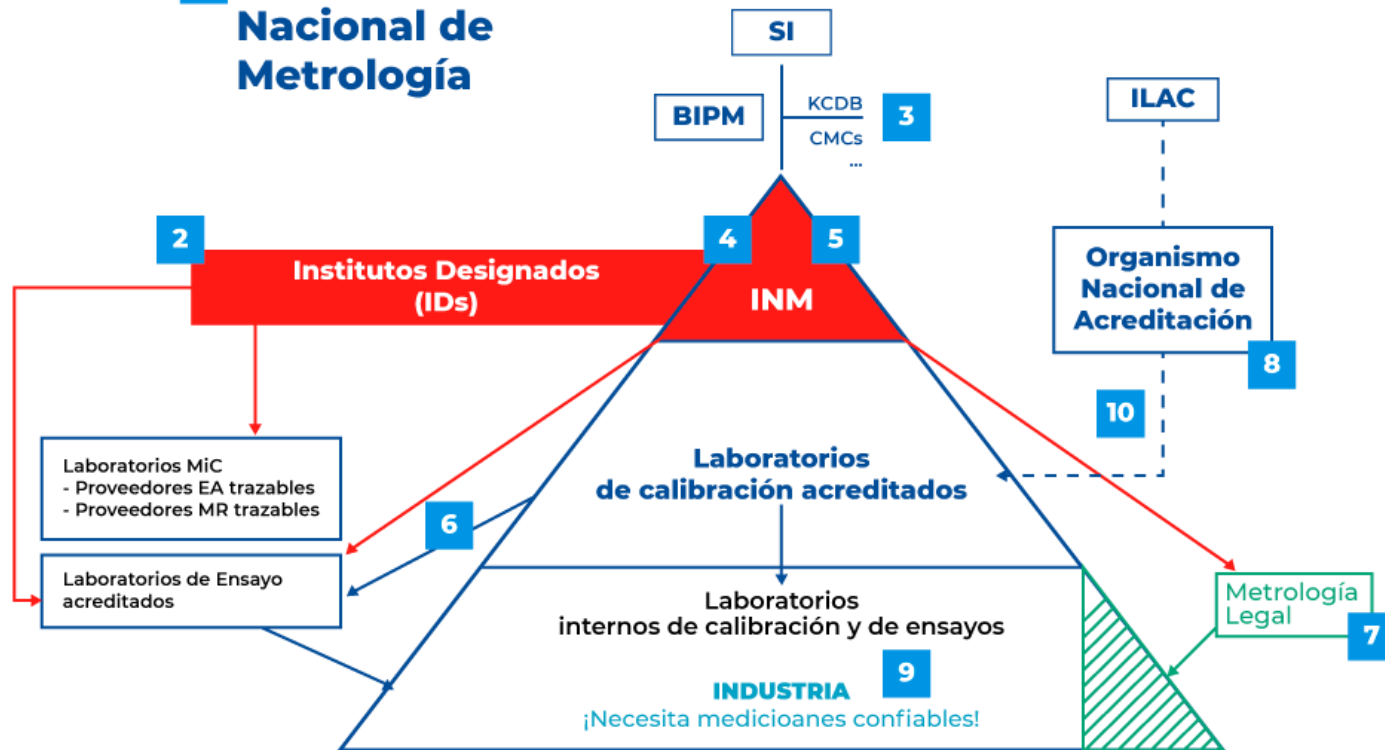 Nacional de
Metrología
SI
BIPM
KCDB
CMCs
...
3
ILAC
2
Institutos Designados
(IDs)
4
5
INM
Organismo
Nacional de
Acreditación
8
10
Laboratorios MiC
- Proveedores EA trazables
- Proveedores MR trazables
6
Laboratorios
de calibración acreditados
Laboratorios de Ensayo
acreditados
Laboratorios
internos de calibración y de ensayos
Metrología
Legal
7
9
INDUSTRIA
¡Necesita medicioanes confiables!